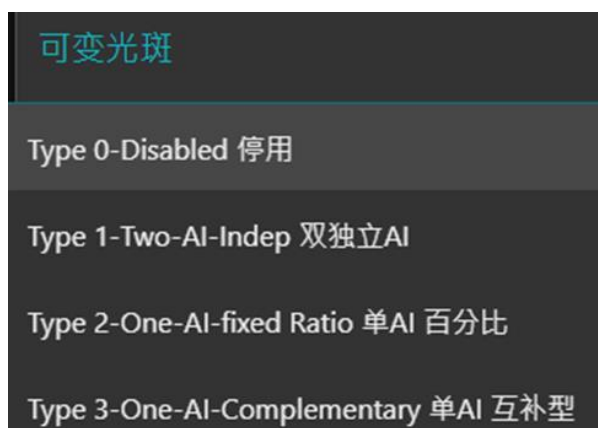 可变光斑
Type 0-Disabled 停用
Type 1-Two-AI-Indep 双独立AI
Type 2-One-AI-fixed Ratio 单AI 百分比
Type 3-One-AI-Complementary 单AI 互补型